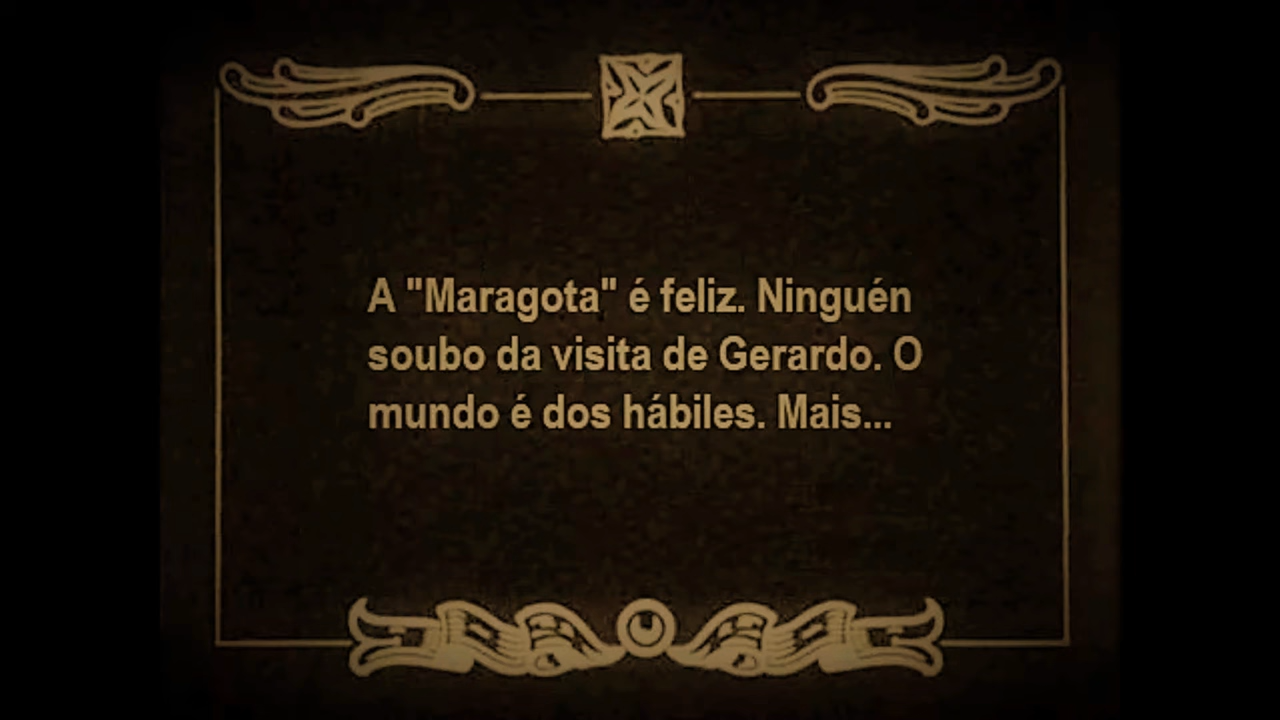 A "Maragota" é feliz. Ninguén
soubo da visita de Gerardo. O
mundo é dos hábiles. Mais...